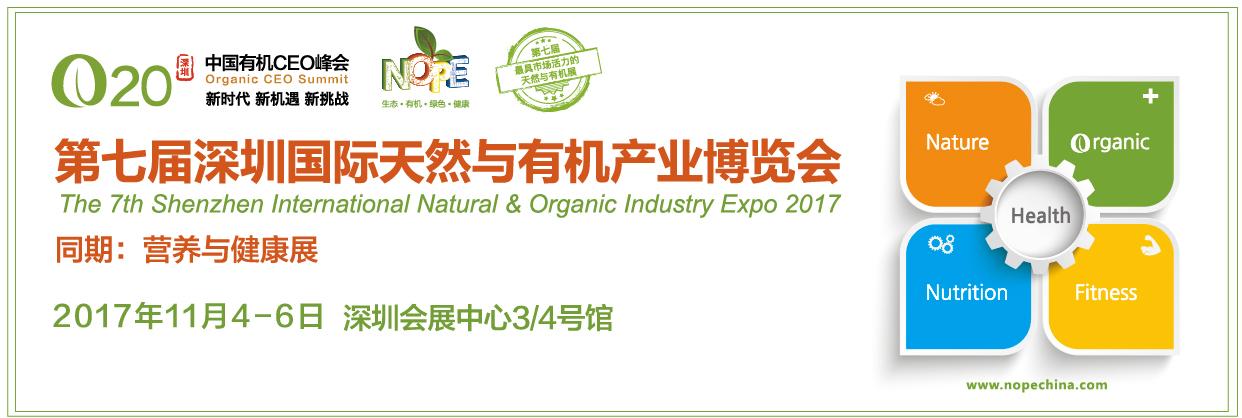 O20
深圳
中国有机CEO峰会
Organic CEO Summit
新时代 新机遇 新挑战
NOPE
生态·有机·绿色·健康
第七届
最具市场活力的
天然与有机展
第七届深圳国际天然与有机产业博览会
The 7th Shenzhen International Natural & Organic Industry Expo 2017
同期：营养与健康展
2017年11月4-6日 深圳会展中心3/4号馆
Nature
Organic
Health
Nutrition
Fitness
www.nopechina.com